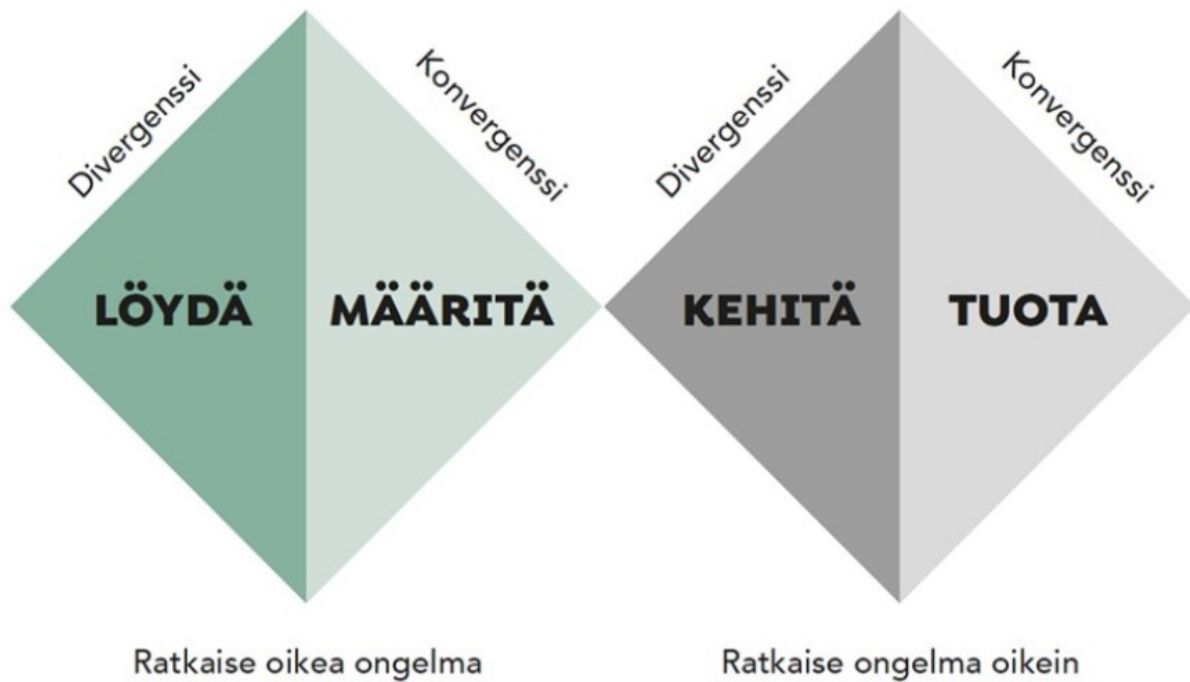 Divergenssi
Konvergenssi
Divergenssi
Konvergenssi
LÖYDÄ
MÄÄRITÄ
KEHITÄ
TUOTA
Ratkaise oikea ongelma
Ratkaise ongelma oikein